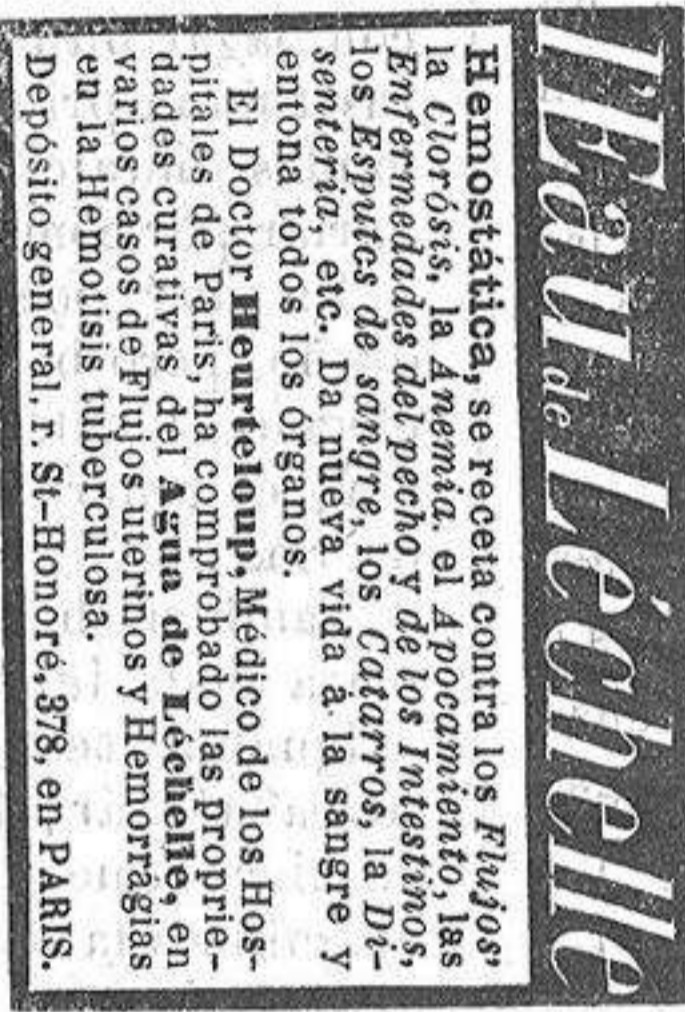 l'Eau de Léchelle
Hemostática, se receta contra los Flujos,
la Clorósis, la Anemia. el Apocamiento, las
Enfermedades del pecho y de los Intestinos,
los Esputos de sangre, los Catarros, la Di-
senteria, etc. Da nueva vida á la sangre y
entona todos los órganos.
El Doctor Heurteloup, Médico de los Hos-
pitales de Paris, ha comprobado las proprie-
dades curativas del Agua de Léchelle, en
varios casos de Flujos uterinos y Hemorrágias
en la Hemotisis tuberculosa.
Depósito general, r. St-Honoré, 378, en PARIS.